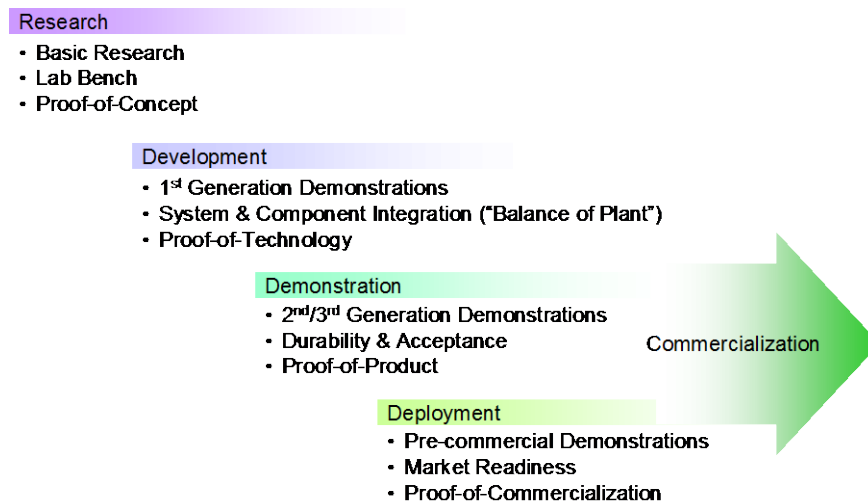 Research
• Basic Research
• Lab Bench
• Proof-of-Concept
Development
• 1st Generation Demonstrations
• System & Component Integration (“Balance of Plant”)
• Proof-of-Technology
Demonstration
• 2nd/3rd Generation Demonstrations
• Durability & Acceptance
• Proof-of-Product
Commercialization
Deployment
• Pre-commercial Demonstrations
• Market Readiness
• Proof-of-Commercialization